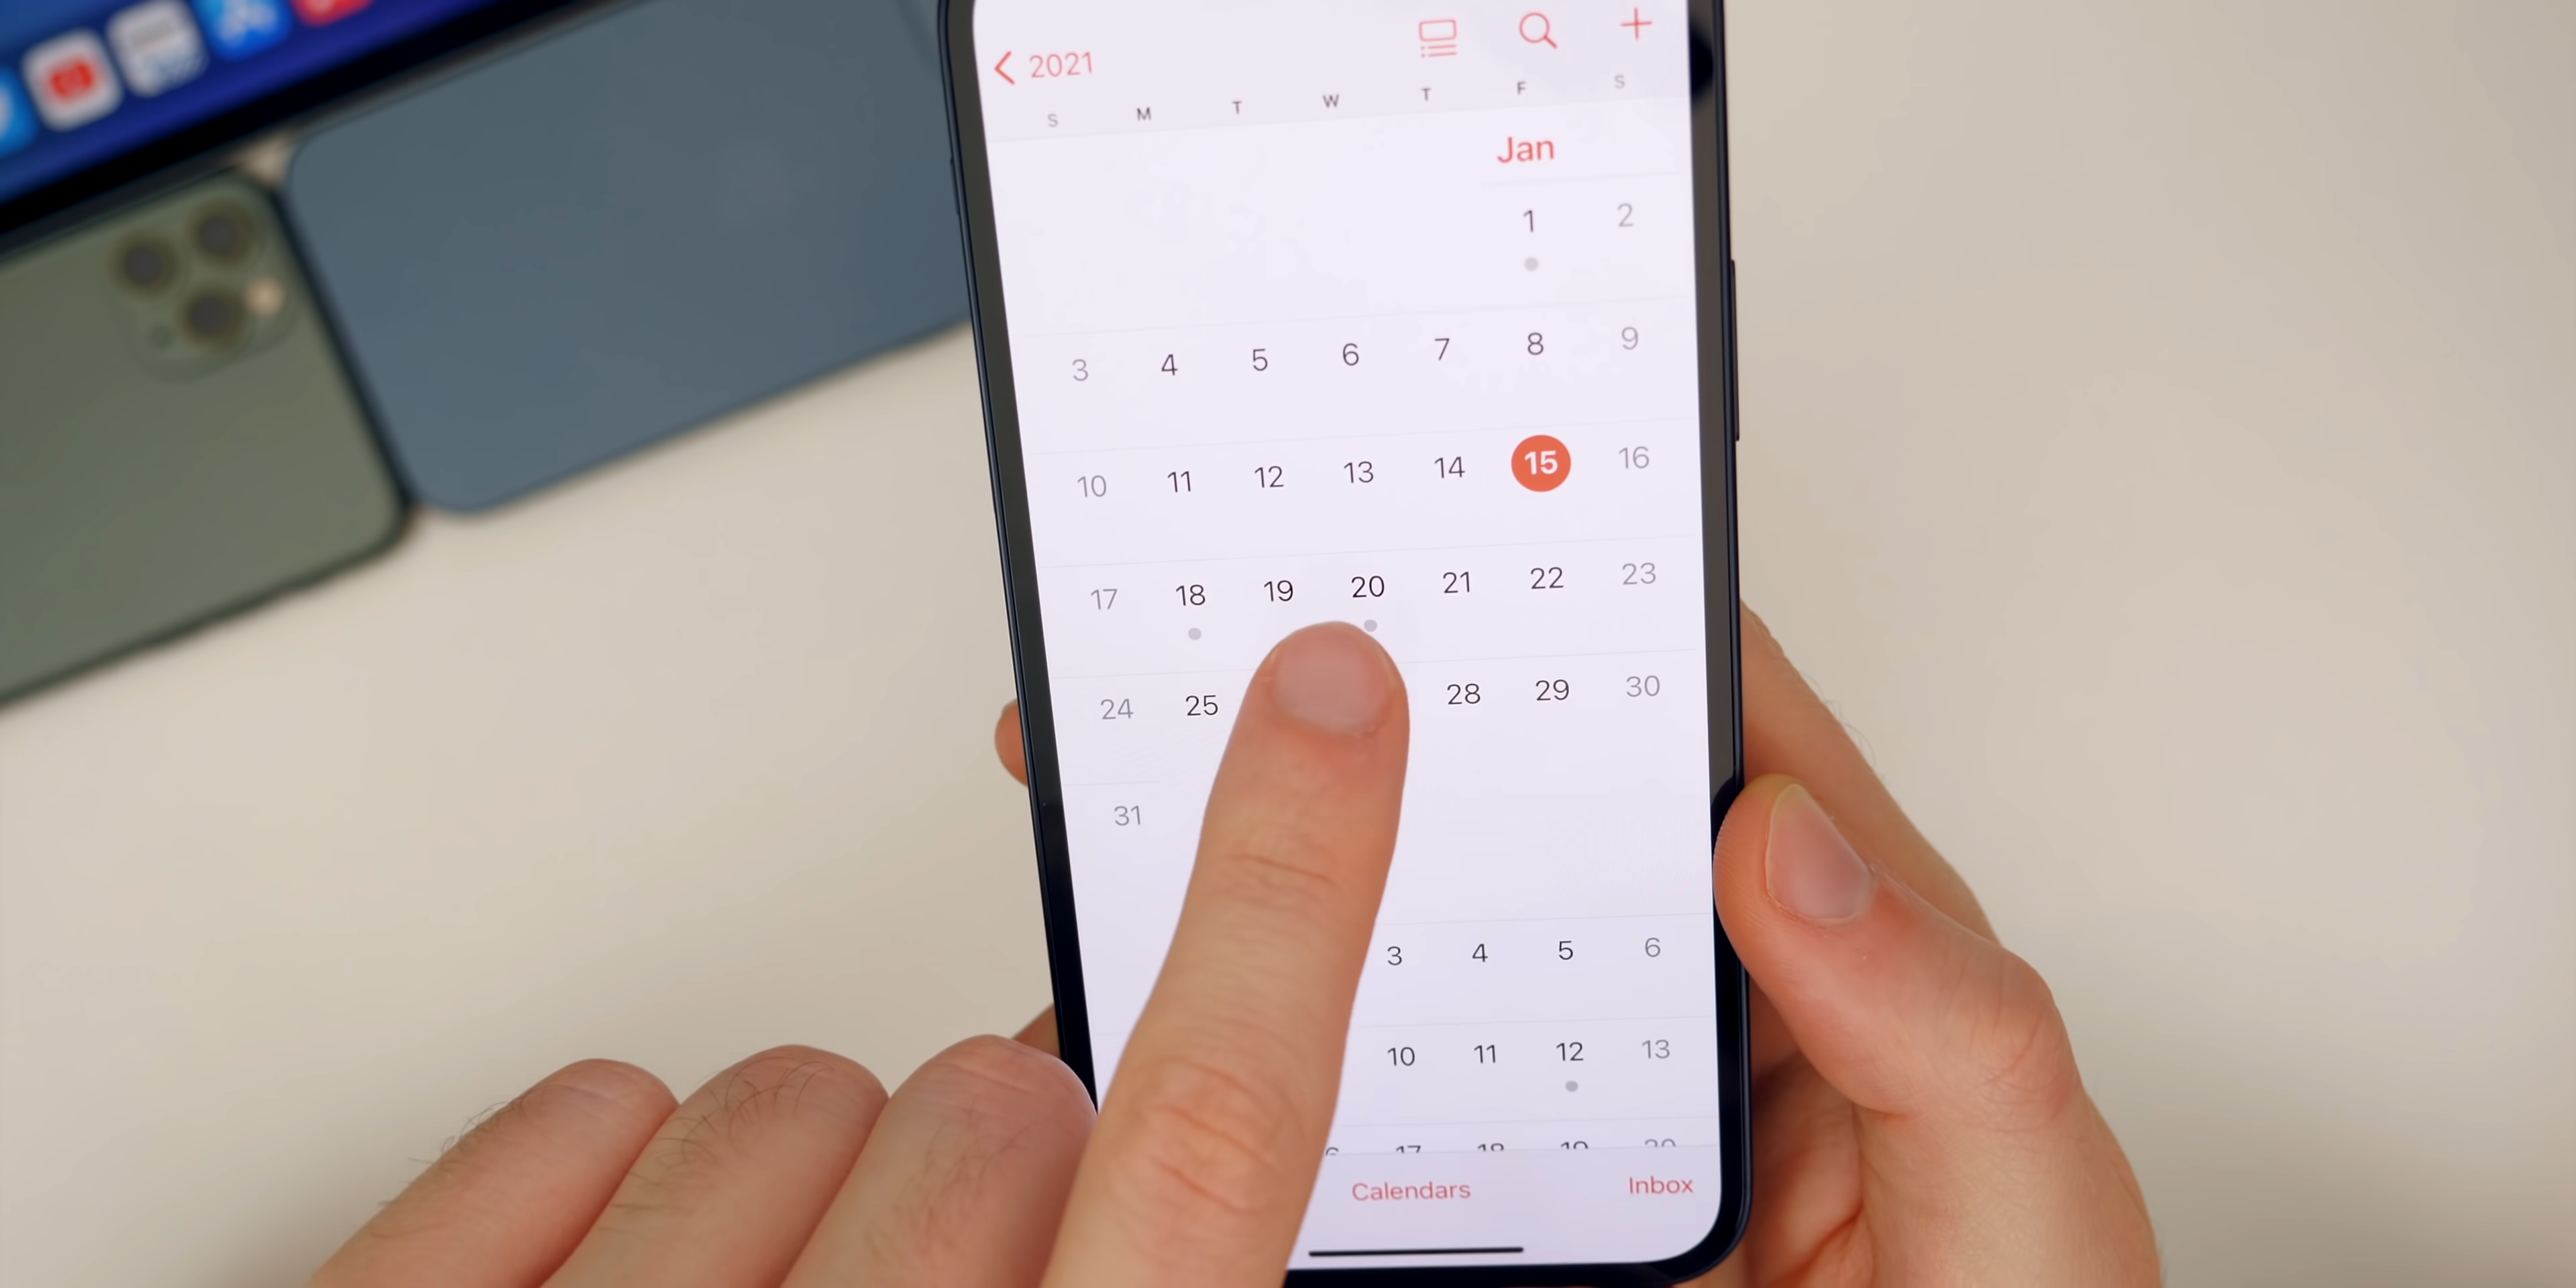 2021
S M T W T F S
Jan
1 2
3 4 5 6 7 8 9
10 11 12 13 14 15 16
17 18 19 20 21 22 23
24 25 28 29 30
31
3 4 5 6
10 11 12 13
Calendars Inbox